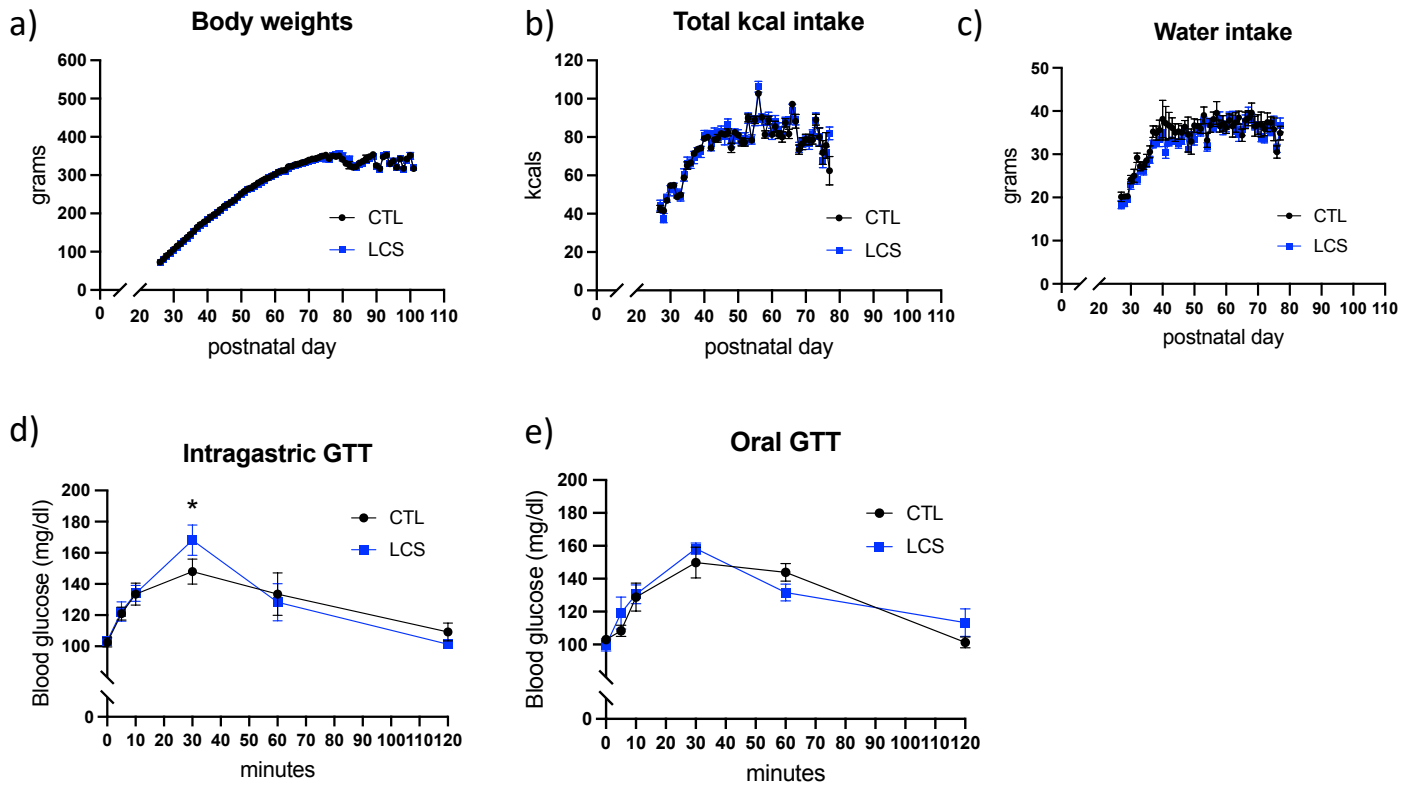 a)
Body weights
600
500
400
300
200
100
0
grams
0
20 30 40 50 60 70 80 90 100 110
postnatal day
CTL
LCS
b)
Total kcal intake
120
100
80
60
40
20
0
kcals
0
20 30 40 50 60 70 80 90 100 110
postnatal day
CTL
LCS
c)
Water intake
50
40
30
20
10
0
grams
0
20 30 40 50 60 70 80 90 100 110
postnatal day
CTL
LCS
d)
Intragastric GTT
200
180
160
140
120
100
0
Blood glucose (mg/dl)
*
CTL
LCS
0 10 20 30 40 50 60 70 80 90 100 110 120
minutes
e)
Oral GTT
200
180
160
140
120
100
0
Blood glucose (mg/dl)
CTL
LCS
0 10 20 30 40 50 60 70 80 90 100 110 120
minutes